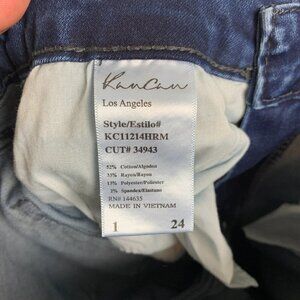 KanCan
Los Angeles
Style/Estilo#
KC11214HRM
CUT# 34943
52% Cotton/Algodon
33% Rayon/Rayon
13% Polyester/Poliester
2% Spandex/Elastano
RN# 144635
MADE IN VIETNAM
1 24